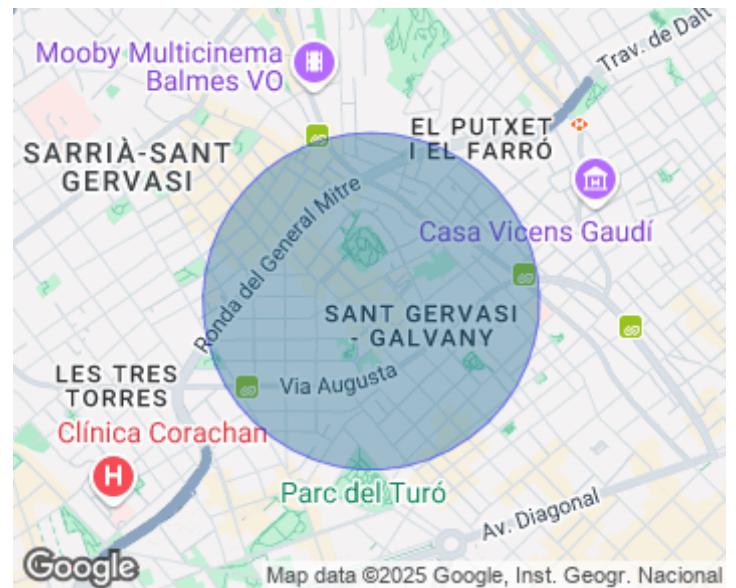 Mooby Multicinema
Balmes VO
Trav. de Dalt
EL PUTXET
I EL FARRÓ
SARRIÀ-SANT
GERVASI
Ronda del General Mitre
Casa Vicens Gaudí
SANT GERVASI
- GALVANY
LES TRES
TORRES
Via Augusta
Clínica Corachan
H
Parc del Turó
Av. Diagonal
Google
Map data ©2025 Google, Inst. Geogr. Nacional